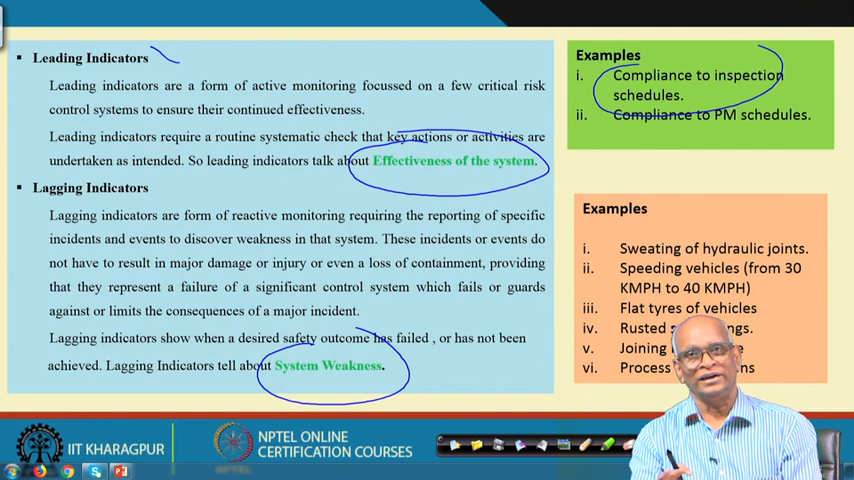 Leading Indicators
Leading indicators are a form of active monitoring focussed on a few critical risk
control systems to ensure their continued effectiveness.
Leading indicators require a routine systematic check that key actions or activities are
undertaken as intended. So leading indicators talk about Effectiveness of the system.
Lagging Indicators
Lagging indicators are form of reactive monitoring requiring the reporting of specific
incidents and events to discover weakness in that system. These incidents or events do
not have to result in major damage or injury or even a loss of containment, providing
that they represent a failure of a significant control system which fails or guards
against or limits the consequences of a major incident.
Lagging indicators show when a desired safety outcome has failed , or has not been
achieved. Lagging Indicators tell about System Weakness.
Examples
i. Compliance to inspection
schedules.
ii. Compliance to PM schedules.
Examples
i. Sweating of hydraulic joints.
ii. Speeding vehicles (from 30
KMPH to 40 KMPH)
iii. Flat tyres of vehicles
iv. Rusted
v. Joining
vi. Process
IIT KHARAGPUR
NPTEL ONLINE
CERTIFICATION COURSES
NPTEL